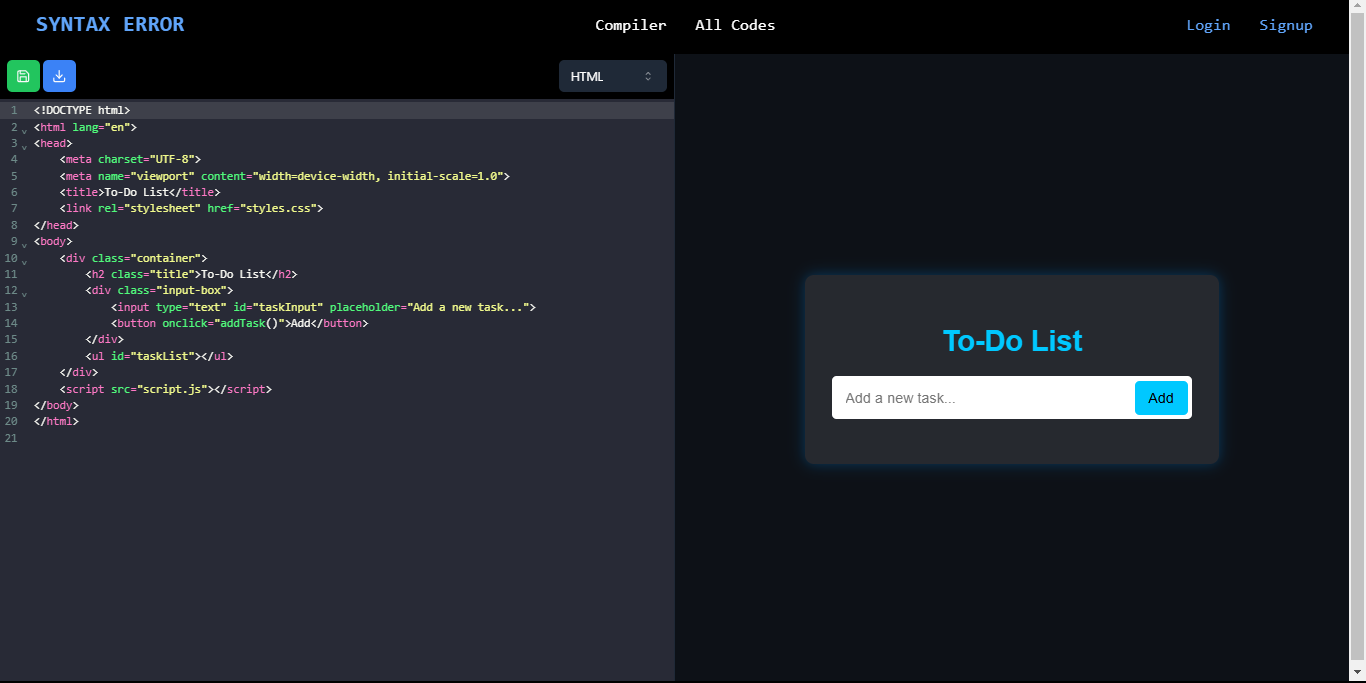 SYNTAX ERROR
Compiler All Codes
Login Signup
HTML
1 <!DOCTYPE html>
2 <html lang="en">
3 <head>
4     <meta charset="UTF-8">
5     <meta name="viewport" content="width=device-width, initial-scale=1.0">
6     <title>To-Do List</title>
7     <link rel="stylesheet" href="styles.css">
8 </head>
9 <body>
10     <div class="container">
11         <h2 class="title">To-Do List</h2>
12         <div class="input-box">
13             <input type="text" id="taskInput" placeholder="Add a new task...">
14             <button onclick="addTask()">Add</button>
15         </div>
16         <ul id="taskList"></ul>
17     </div>
18     <script src="script.js"></script>
19 </body>
20 </html>
21
To-Do List
Add a new task... Add